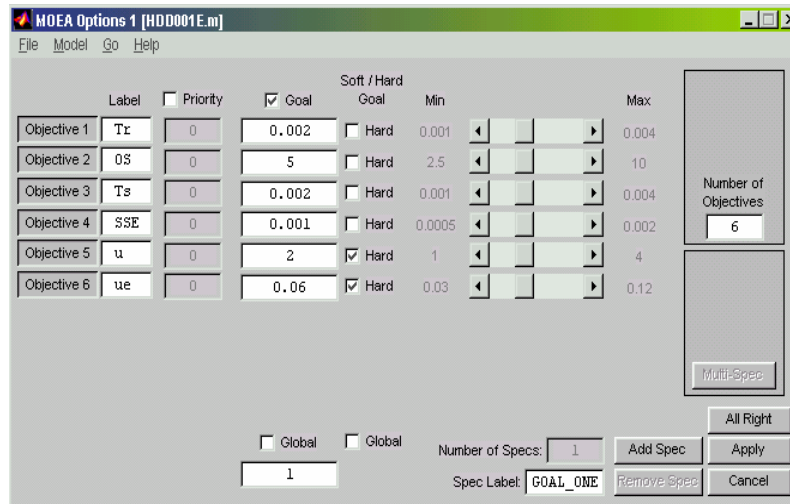 MOEA Options 1 [HDD001E.m]
File Model Go Help
Soft / Hard
Label Priority Goal Goal Min Max
Objective 1 Tr 0 0.002 Hard 0.001 0.004
Objective 2 OS 0 5 Hard 2.5 10
Objective 3 Ts 0 0.002 Hard 0.001 0.004
Objective 4 SSE 0 0.001 Hard 0.0005 0.002
Objective 5 u 0 2 Hard 1 4
Objective 6 ue 0 0.06 Hard 0.03 0.12
Number of
Objectives
6
Multi-Spec
All Right
Global Global Number of Specs: 1 Add Spec Apply
1 Spec Label: GOAL_ONE Remove Spec Cancel